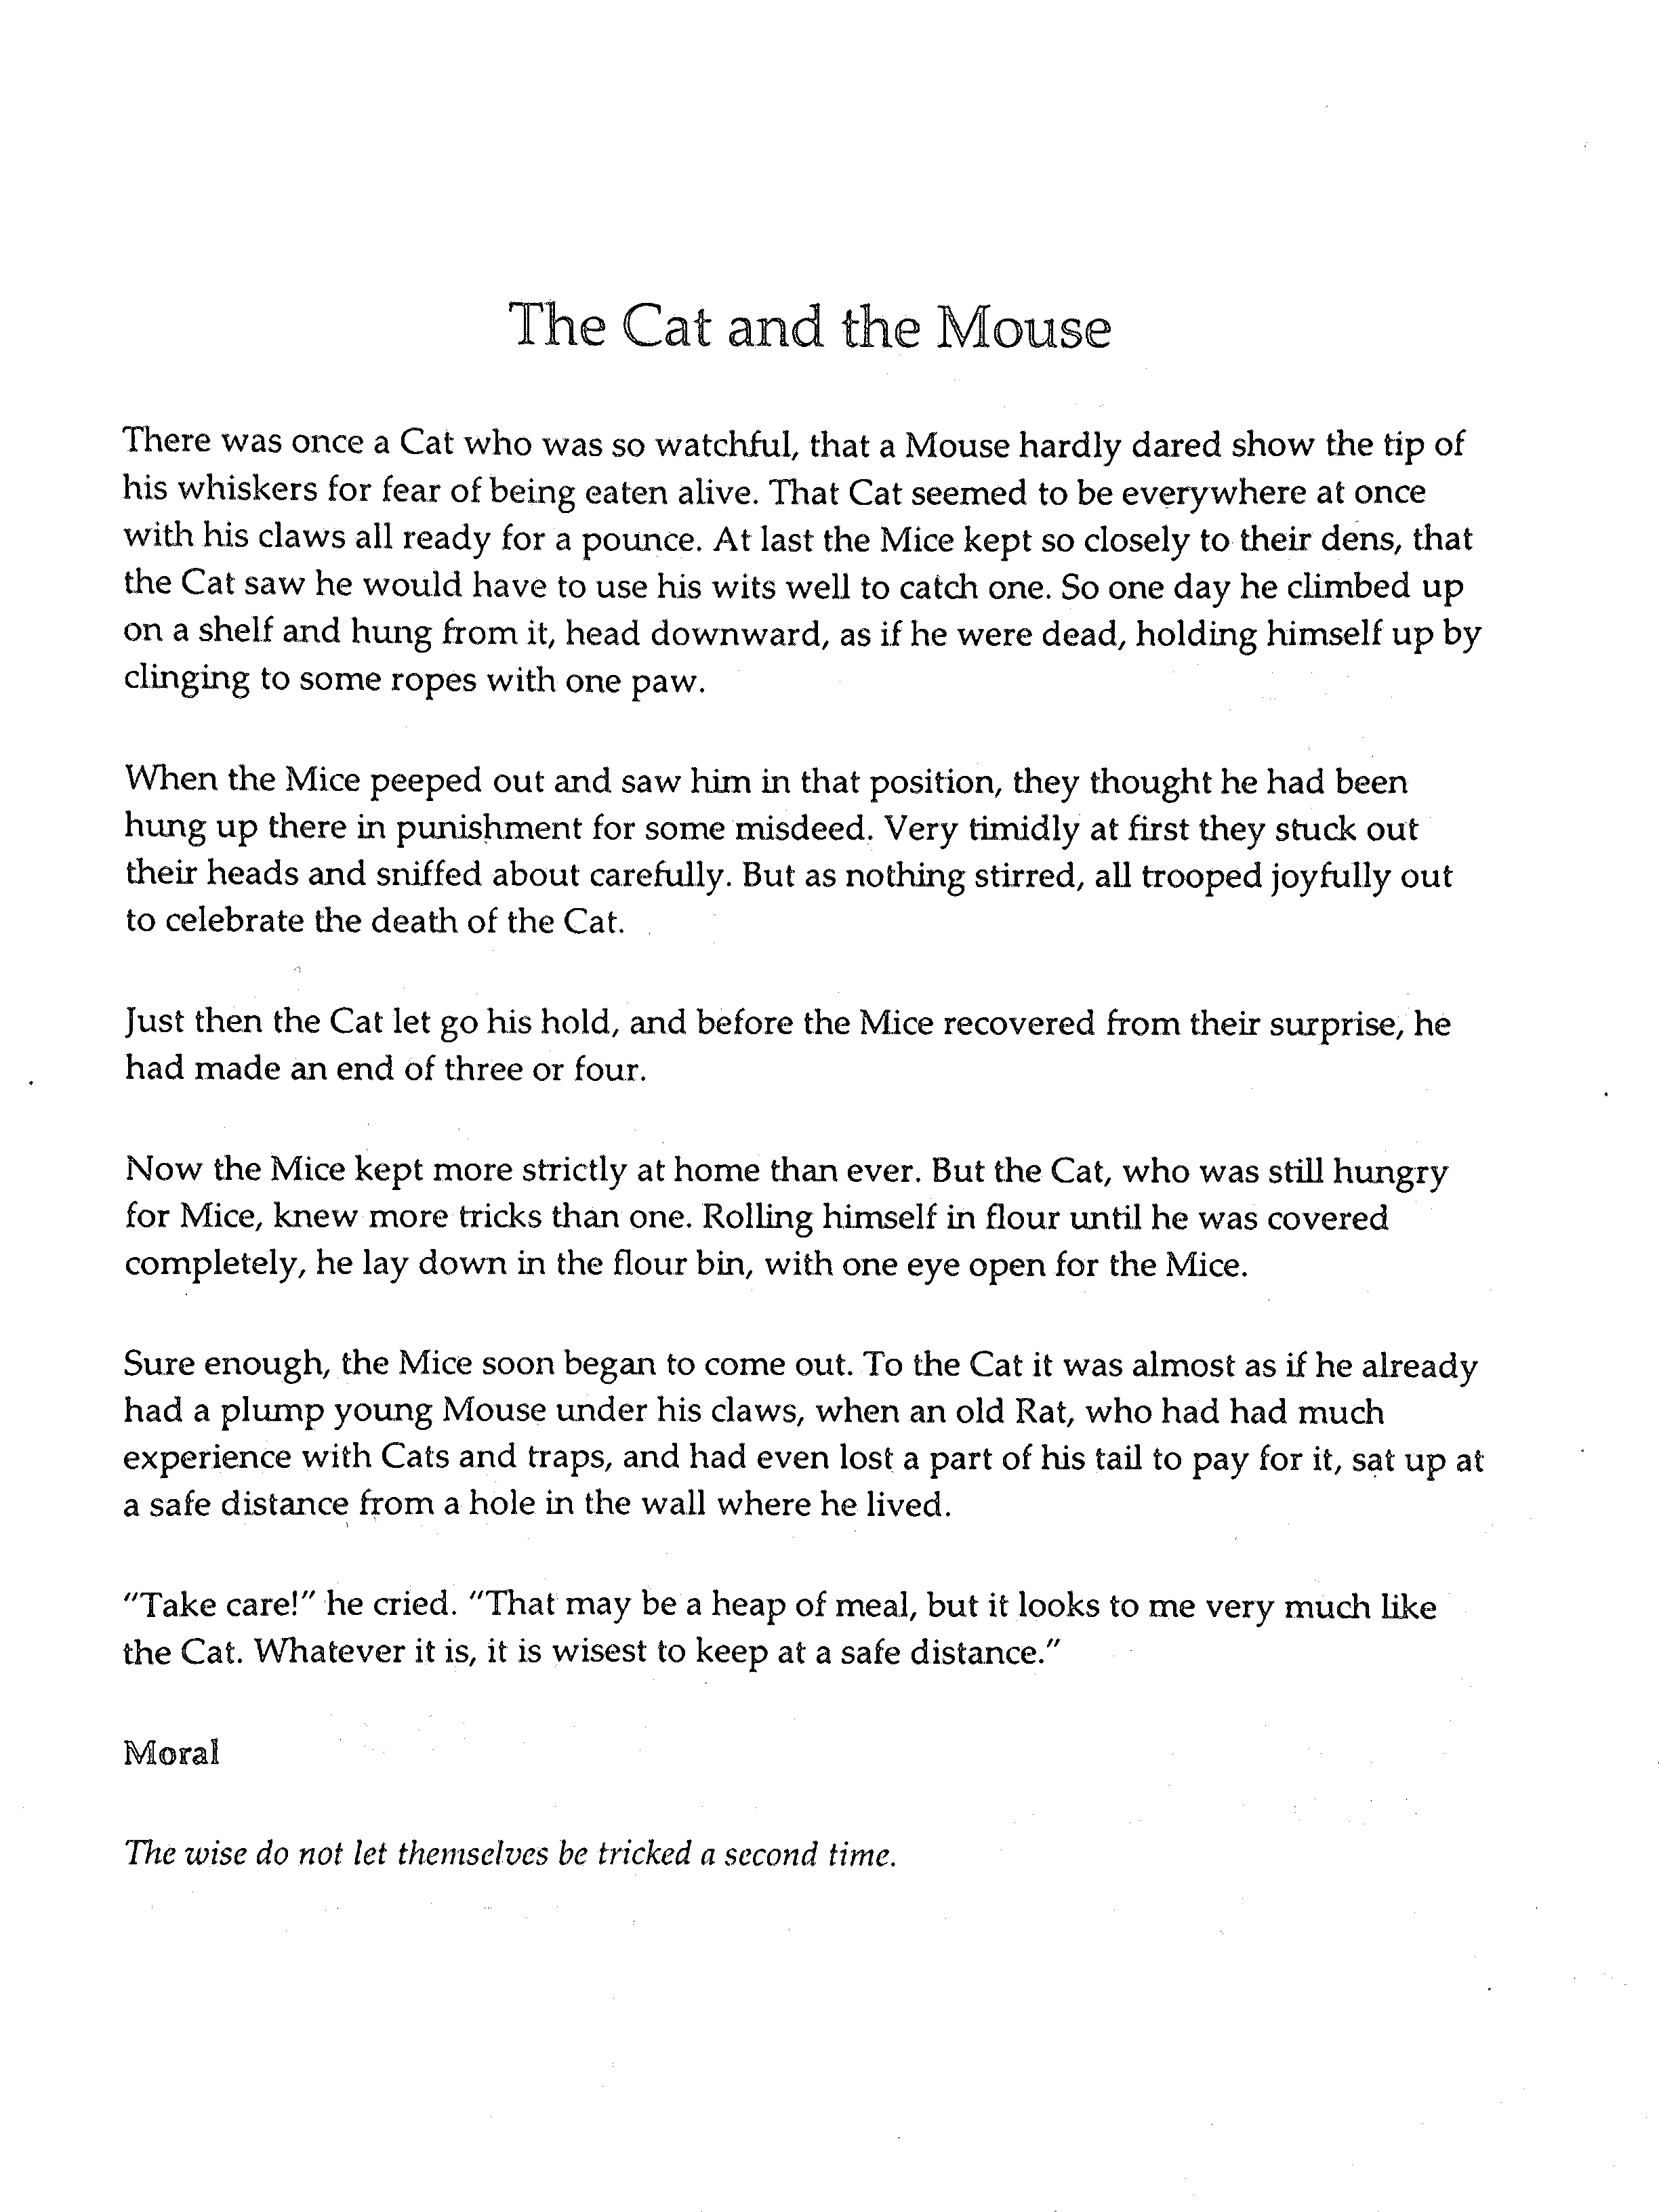 The Cat and the Mouse
There was once a Cat who was so watchful, that a Mouse hardly dared show the tip of
his whiskers for fear of being eaten alive. That Cat seemed to be everywhere at once
with his claws all ready for a pounce. At last the Mice kept so closely to their dens, that
the Cat saw he would have to use his wits well to catch one. So one day he climbed up
on a shelf and hung from it, head downward, as if he were dead, holding himself up by
clinging to some ropes with one paw.
When the Mice peeped out and saw him in that position, they thought he had been
hung up there in punishment for some misdeed. Very timidly at first they stuck out
their heads and sniffed about carefully. But as nothing stirred, all trooped joyfully out
to celebrate the death of the Cat.
Just then the Cat let go his hold, and before the Mice recovered from their surprise, he
had made an end of three or four.
Now the Mice kept more strictly at home than ever. But the Cat, who was still hungry
for Mice, knew more tricks than one. Rolling himself in flour until he was covered
completely, he lay down in the flour bin, with one eye open for the Mice.
Sure enough, the Mice soon began to come out. To the Cat it was almost as if he already
had a plump young Mouse under his claws, when an old Rat, who had had much
experience with Cats and traps, and had even lost a part of his tail to pay for it, sat up at
a safe distance from a hole in the wall where he lived.
"Take care!" he cried. "That may be a heap of meal, but it looks to me very much like
the Cat. Whatever it is, it is wisest to keep at a safe distance."
Moral
The wise do not let themselves be tricked a second time.